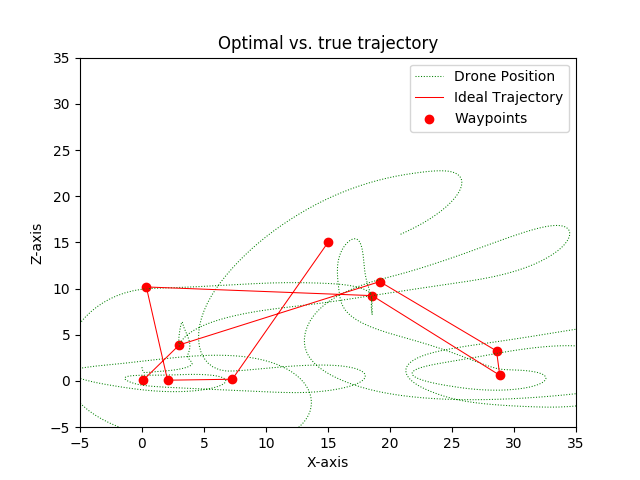 Optimal vs. true trajectory
Drone Position
Ideal Trajectory
Waypoints
35
30
25
20
15
10
5
0
−5
Z-axis
−5 0 5 10 15 20 25 30 35
X-axis